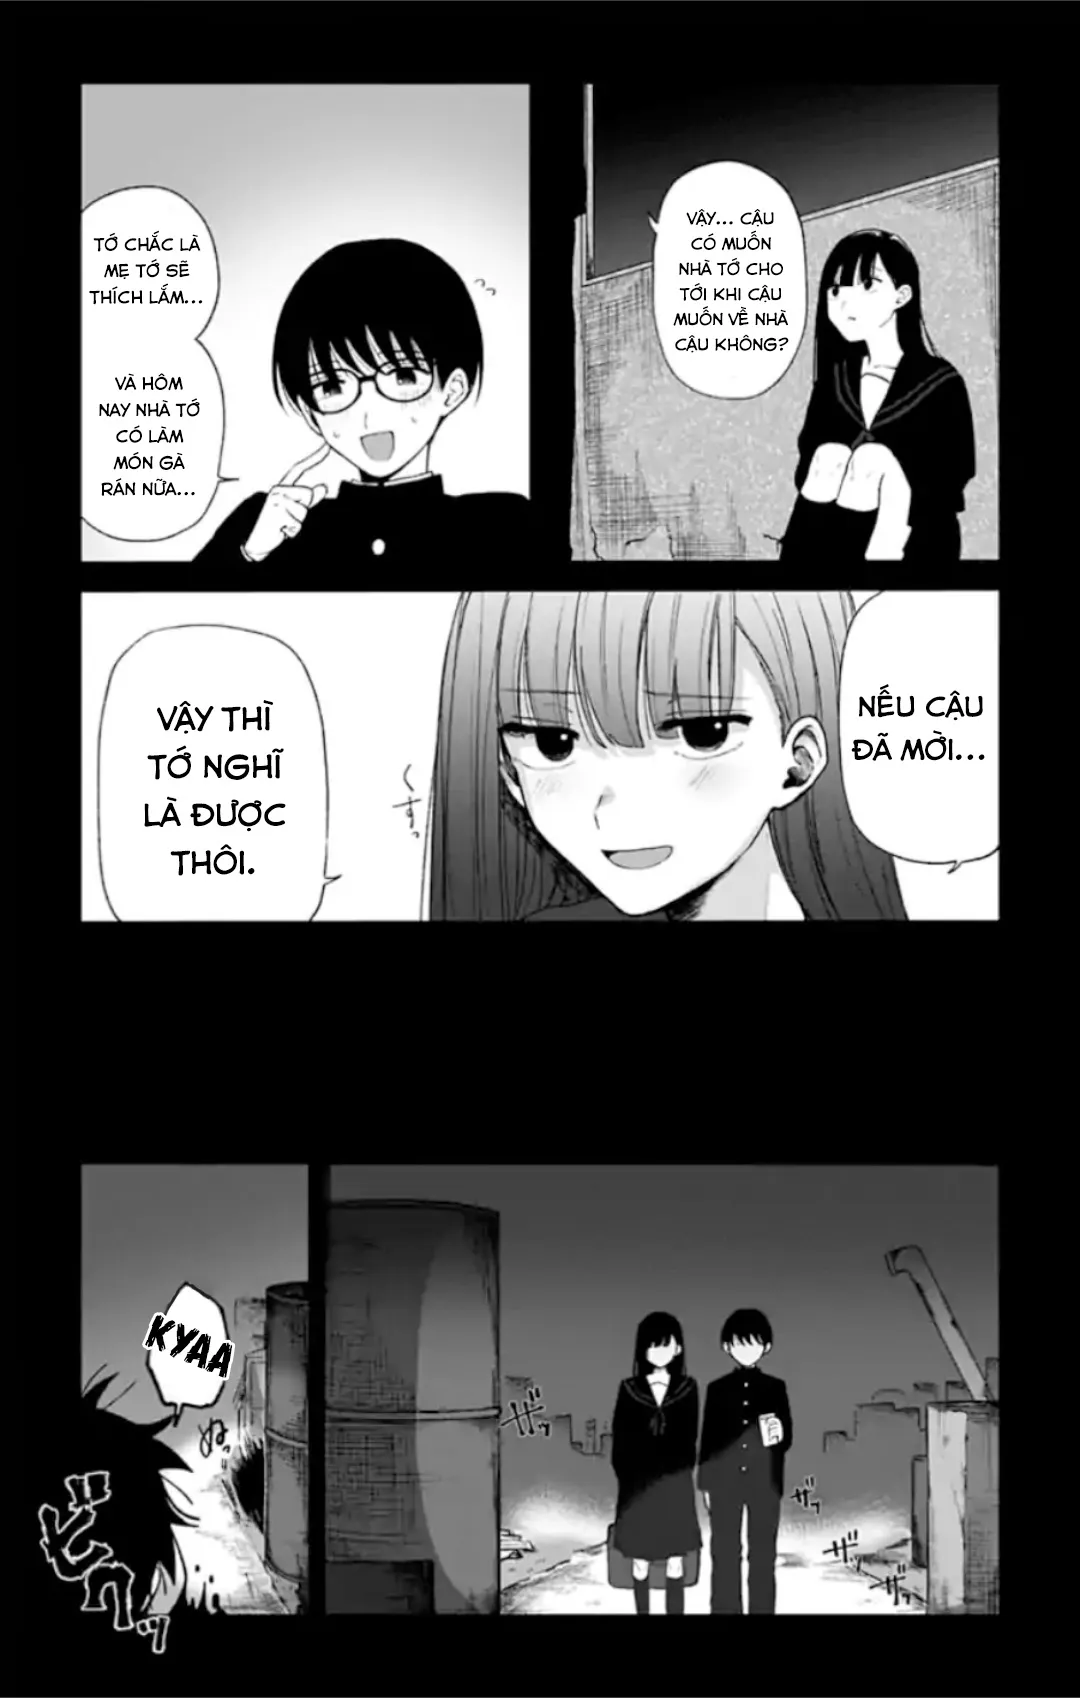 VẬY... CẬU
CÓ MUỐN
NHÀ TỚ CHO
TỚI KHI CẬU
MUỐN VỀ NHÀ
CẬU KHÔNG?
TỚ CHẮC LÀ
MẸ TỚ SẼ
THÍCH LẮM...
VÀ HÔM
NAY NHÀ TỚ
CÓ LÀM
MÓN GÀ
RÁN NỮA...
NẾU CẬU
ĐÃ MỜI...
くすっ
VẬY THÌ
TỚ NGHĨ
LÀ ĐƯỢC
THÔI.
ザッ
ザッ
ザッ
ザッ
KYAA
ぬっ
ビクッ